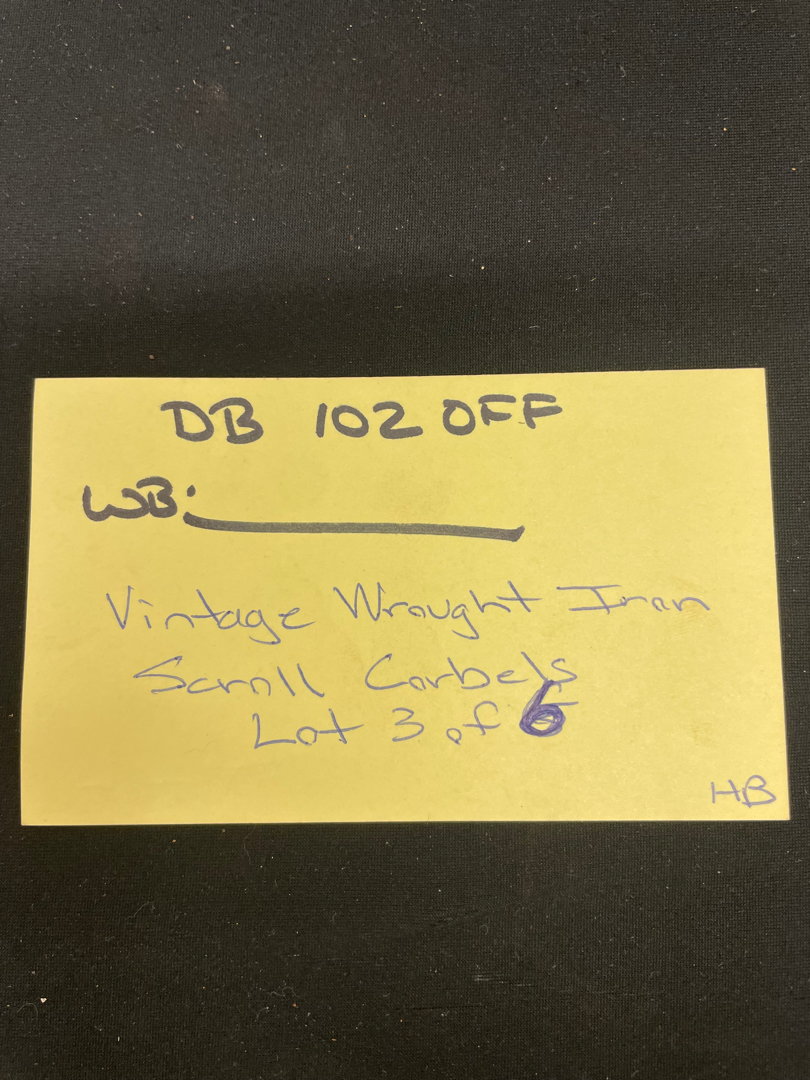 DB 102 OFF
WB:
Vintage Wrought Iron
Scroll Corbels
Lot 3 of 6
HB